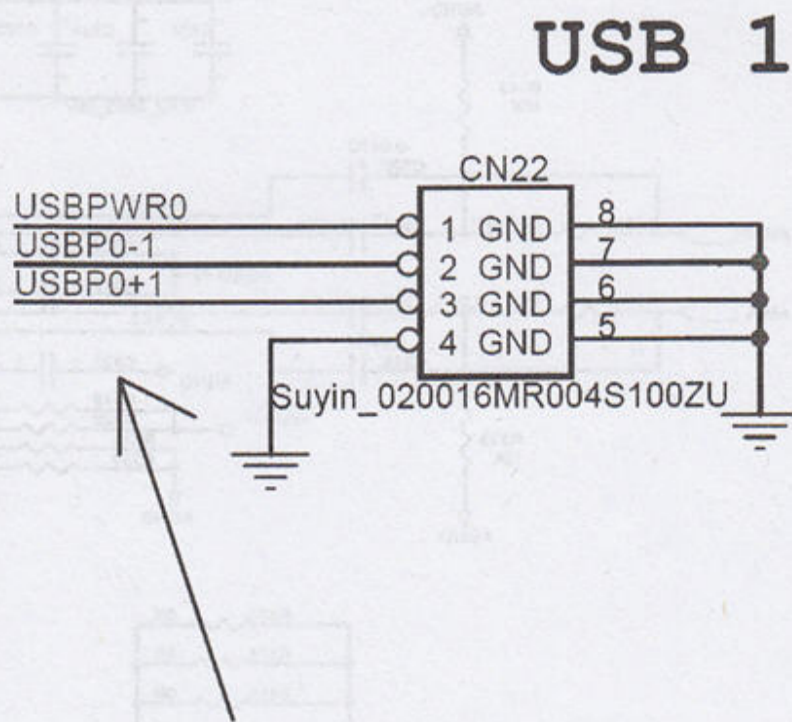 USB 1
CN22
USBPWR0
USBP0-1
USBP0+1
1 GND 8
2 GND 7
3 GND 6
4 GND 5
Suyin_020016MR004S100ZU